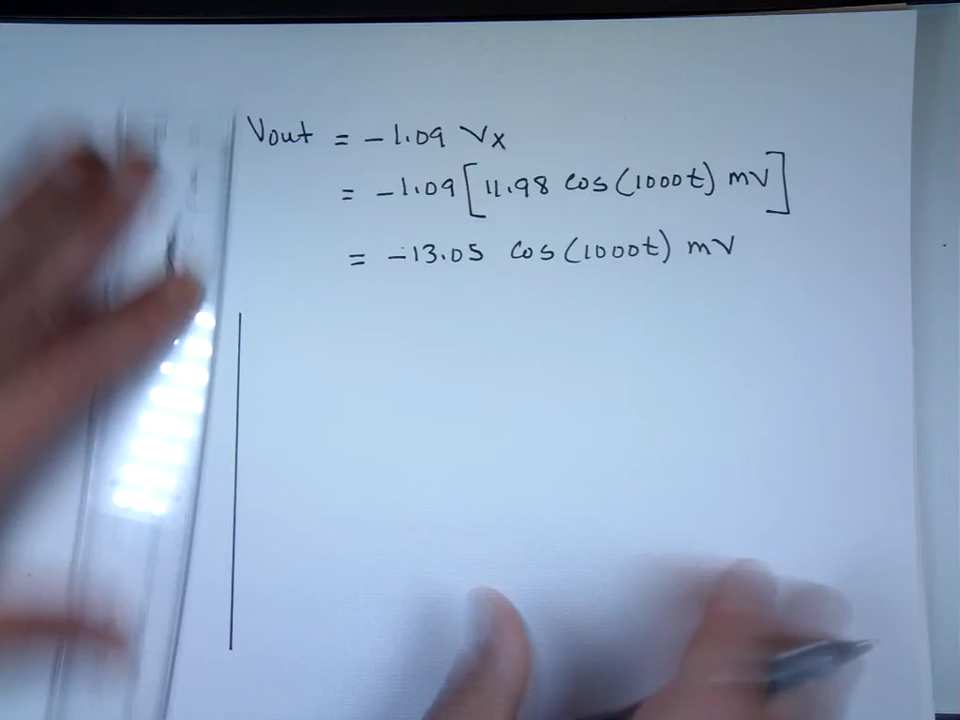 Vout = -1.09 Vx
= -1.09 [11.98 cos(1000t) mV]
= -13.05 cos(1000t) mV